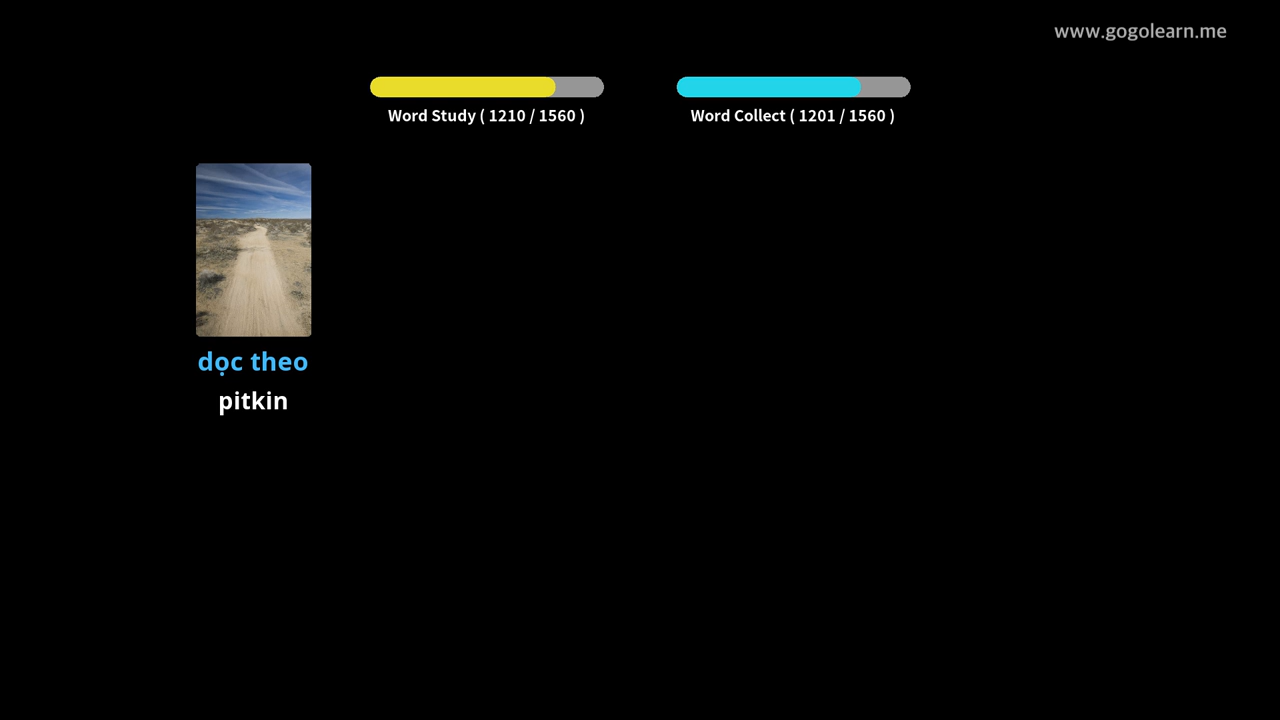 www.gogolearn.me
Word Study ( 1210 / 1560 )
Word Collect ( 1201 / 1560 )
dọc theo
pitkin